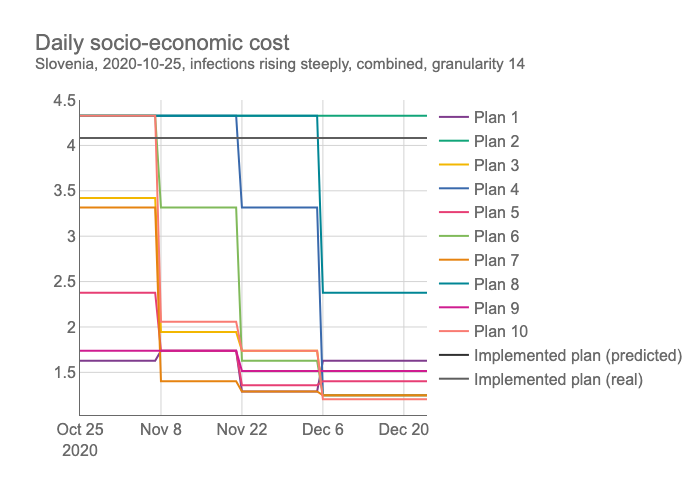 Daily socio-economic cost
Slovenia, 2020-10-25, infections rising steeply, combined, granularity 14
4.5
4
3.5
3
2.5
2
1.5
Oct 25
2020
Nov 8
Nov 22
Dec 6
Dec 20
Plan 1
Plan 2
Plan 3
Plan 4
Plan 5
Plan 6
Plan 7
Plan 8
Plan 9
Plan 10
Implemented plan (predicted)
Implemented plan (real)